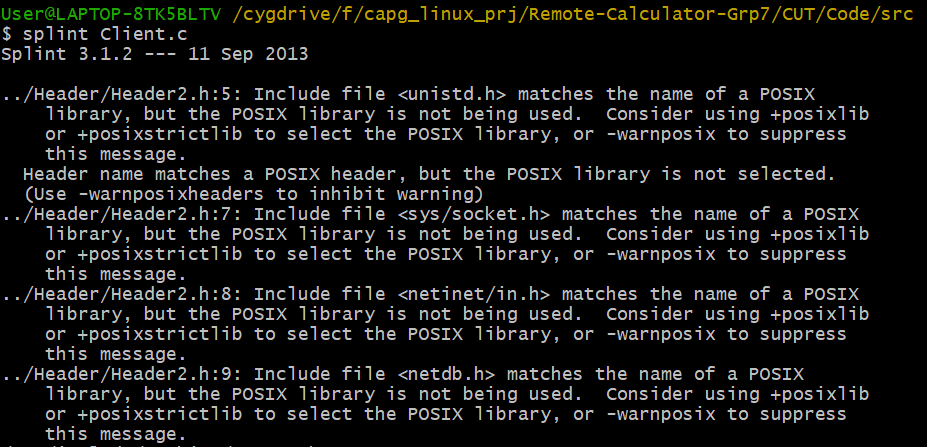 User@LAPTOP-8TK5BLTV /cygdrive/f/capg_linux_prj/Remote-Calculator-Grp7/CUT/Code/src
$ splint Client.c
Splint 3.1.2 --- 11 Sep 2013

../Header/Header2.h:5: Include file <unistd.h> matches the name of a POSIX
    library, but the POSIX library is not being used.  Consider using +posixlib
    or +posixstrictlib to select the POSIX library, or -warnposix to suppress
    this message.
  Header name matches a POSIX header, but the POSIX library is not selected.
  (Use -warnposixheaders to inhibit warning)
../Header/Header2.h:7: Include file <sys/socket.h> matches the name of a POSIX
    library, but the POSIX library is not being used.  Consider using +posixlib
    or +posixstrictlib to select the POSIX library, or -warnposix to suppress
    this message.
../Header/Header2.h:8: Include file <netinet/in.h> matches the name of a POSIX
    library, but the POSIX library is not being used.  Consider using +posixlib
    or +posixstrictlib to select the POSIX library, or -warnposix to suppress
    this message.
../Header/Header2.h:9: Include file <netdb.h> matches the name of a POSIX
    library, but the POSIX library is not being used.  Consider using +posixlib
    or +posixstrictlib to select the POSIX library, or -warnposix to suppress
    this message.